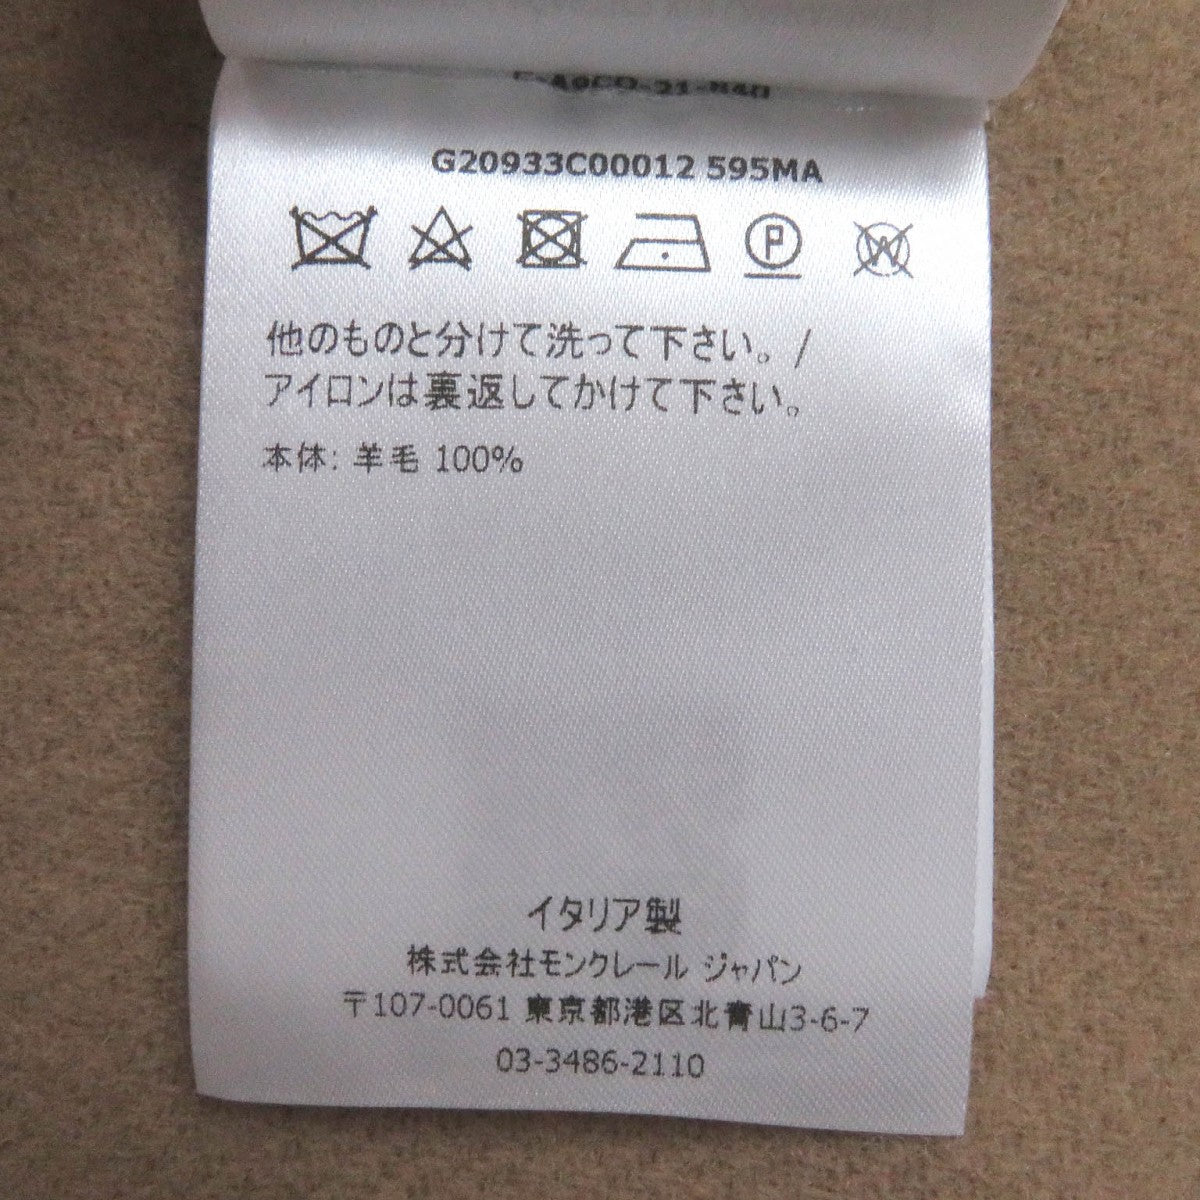 G20933C00012 595MA
P W
他のものと分けて洗って下さい。/
アイロンは裏返してかけて下さい。
本体: 羊毛 100%
イタリア製
株式会社モンクレール ジャパン
〒107-0061 東京都港区北青山3-6-7
03-3486-2110